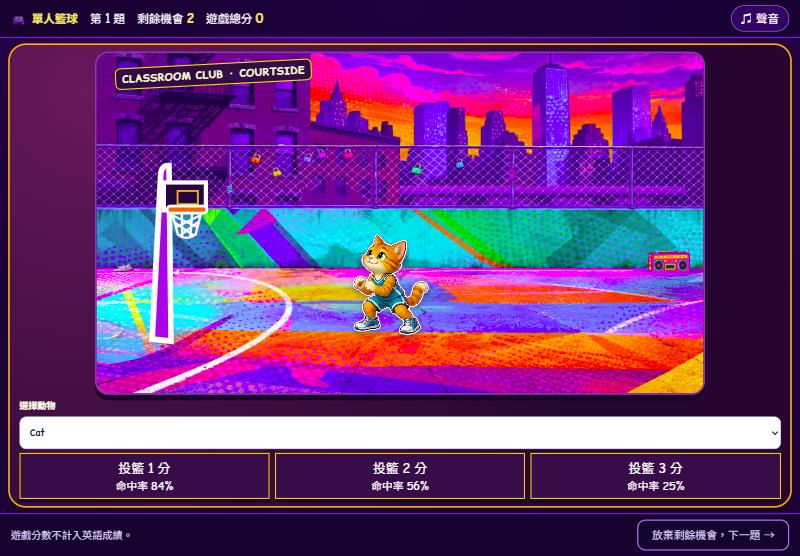 單人籃球 第 1 題 剩餘機會 2 遊戲總分 0
聲音
CLASSROOM CLUB · COURTSIDE
選擇動物
Cat
投籃 1 分
命中率 84%
投籃 2 分
命中率 56%
投籃 3 分
命中率 25%
遊戲分數不計入英語成績。
放棄剩餘機會，下一題 →